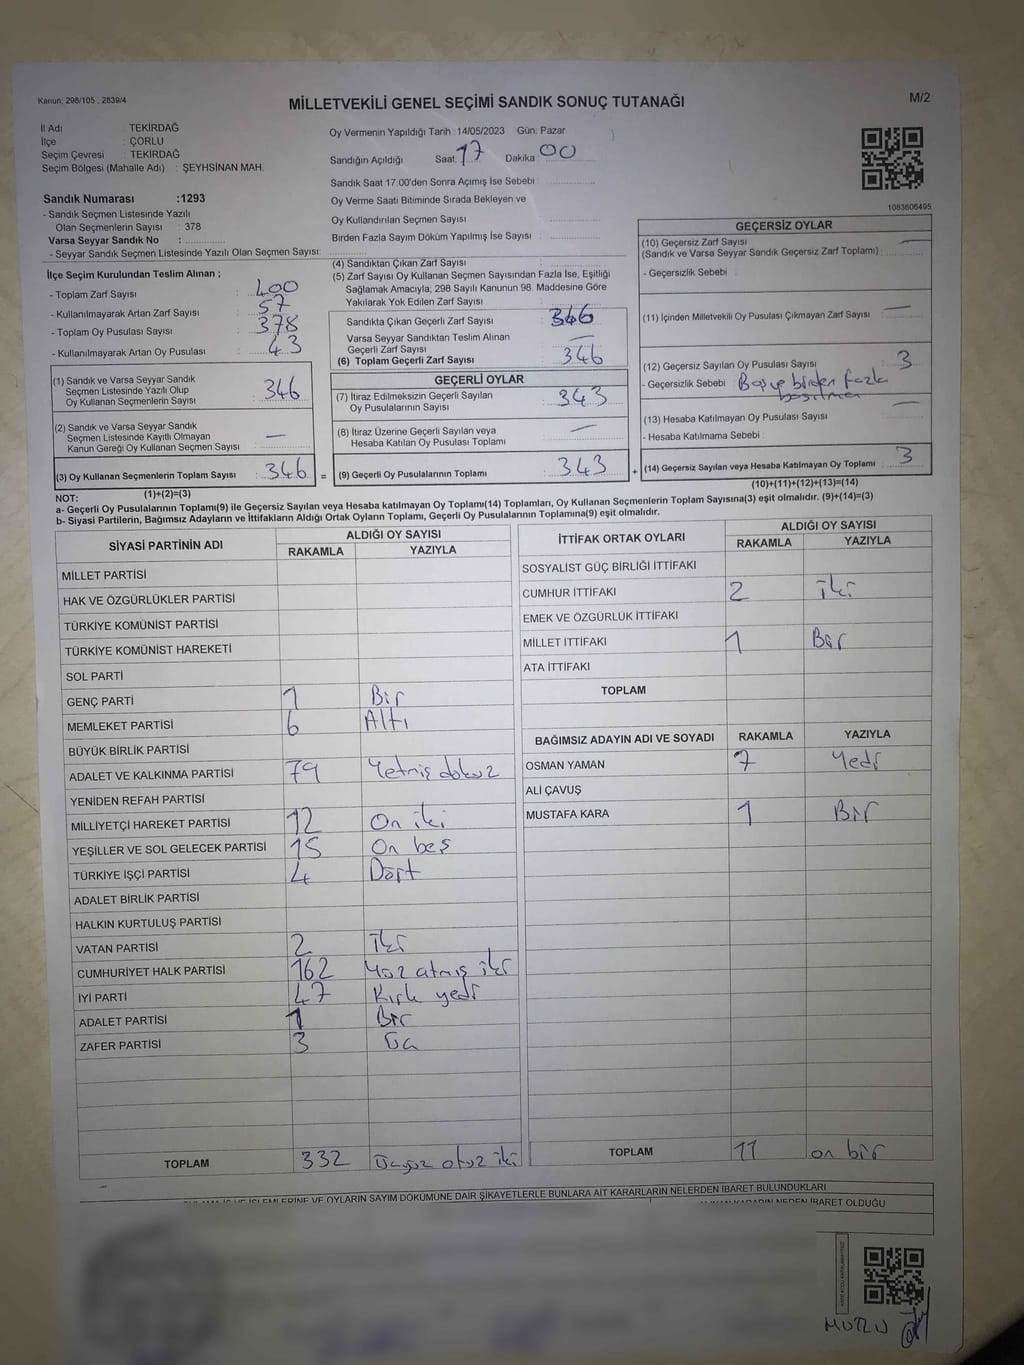 Kanun: 298/105 , 2839/4
MİLLETVEKİLİ GENEL SEÇİMİ SANDIK SONUÇ TUTANAĞI
M/2
İl Adı TEKİRDAĞ
İlçe : ÇORLU
Seçim Çevresi TEKİRDAĞ
Seçim Bölgesi (Mahalle Adı) : ŞEYHSİNAN MAH.
Sandık Numarası :1293
- Sandık Seçmen Listesinde Yazılı
Olan Seçmenlerin Sayısı : 378
Varsa Seyyar Sandık No :
- Seyyar Sandık Seçmen Listesinde Yazılı Olan Seçmen Sayısı :
Oy Vermenin Yapıldığı Tarih :14/05/2023 Gün: Pazar
Sandığın Açıldığı Saat: 17 Dakika : 00
Sandık Saat 17.00'den Sonra Açımış İse Sebebi :
Oy Verme Saati Bitiminde Sırada Bekleyen ve
Oy Kullandırılan Seçmen Sayısı :
Birden Fazla Sayım Döküm Yapılmış İse Sayısı :
1083606495
İlçe Seçim Kurulundan Teslim Alınan ;
- Toplam Zarf Sayısı : 400
- Kullanılmayarak Artan Zarf Sayısı : 57
- Toplam Oy Pusulası Sayısı : 378
- Kullanılmayarak Artan Oy Pusulası : 43
(4) Sandıktan Çıkan Zarf Sayısı :
(5) Zarf Sayısı Oy Kullanan Seçmen Sayısından Fazla İse, Eşitliği
Sağlamak Amacıyla; 298 Sayılı Kanunun 98. Maddesine Göre
Yakılarak Yok Edilen Zarf Sayısı :
Sandıkta Çıkan Geçerli Zarf Sayısı : 346
Varsa Seyyar Sandıktan Teslim Alınan
Geçerli Zarf Sayısı : —
(6) Toplam Geçerli Zarf Sayısı : 346
GEÇERSİZ OYLAR
(10) Geçersiz Zarf Sayısı —
(Sandık ve Varsa Seyyar Sandık Geçersiz Zarf Toplamı) :
- Geçersizlik Sebebi :
(11) İçinden Milletvekili Oy Pusulası Çıkmayan Zarf Sayısı : —
(12) Geçersiz Sayılan Oy Pusulası Sayısı : 3
- Geçersizlik Sebebi : Boş ve birden fazla
basılma
(13) Hesaba Katılmayan Oy Pusulası Sayısı : —
- Hesaba Katılmama Sebebi :
(14) Geçersiz Sayılan veya Hesaba Katılmayan Oy Toplamı : 3
(10)+(11)+(12)+(13)=(14)
(1) Sandık ve Varsa Seyyar Sandık
Seçmen Listesinde Yazılı Olup
Oy Kullanan Seçmenlerin Sayısı : 346
(2) Sandık ve Varsa Seyyar Sandık
Seçmen Listesinde Kayıtlı Olmayan
Kanun Gereği Oy Kullanan Seçmen Sayısı : —
(3) Oy Kullanan Seçmenlerin Toplam Sayısı : 346 =
(1)+(2)=(3)
GEÇERLİ OYLAR
(7) İtiraz Edilmeksizin Geçerli Sayılan
Oy Pusulalarının Sayısı : 343
(8) İtiraz Üzerine Geçerli Sayılan veya
Hesaba Katılan Oy Pusulası Toplamı : —
(9) Geçerli Oy Pusulalarının Toplamı : 343 +
NOT:
a- Geçerli Oy Pusulalarının Toplamı(9) ile Geçersiz Sayılan veya Hesaba katılmayan Oy Toplam(14) Toplamları, Oy Kullanan Seçmenlerin Toplam Sayısına(3) eşit olmalıdır. (9)+(14)=(3)
b- Siyasi Partilerin, Bağımsız Adayların ve İttifakların Aldığı Ortak Oyların Toplamı, Geçerli Oy Pusulalarının Toplamına(9) eşit olmalıdır.
SİYASİ PARTİNİN ADI ALDIĞI OY SAYISI
RAKAMLA YAZIYLA
MİLLET PARTİSİ
HAK VE ÖZGÜRLÜKLER PARTİSİ
TÜRKİYE KOMÜNİST PARTİSİ
TÜRKİYE KOMÜNİST HAREKETİ
SOL PARTİ
GENÇ PARTİ 1 Bir
MEMLEKET PARTİSİ 6 Altı
BÜYÜK BİRLİK PARTİSİ
ADALET VE KALKINMA PARTİSİ 79 Yetmiş dokuz
YENİDEN REFAH PARTİSİ
MİLLİYETÇİ HAREKET PARTİSİ 12 On iki
YEŞİLLER VE SOL GELECEK PARTİSİ 15 On beş
TÜRKİYE İŞÇİ PARTİSİ 4 Dört
ADALET BİRLİK PARTİSİ
HALKIN KURTULUŞ PARTİSİ
VATAN PARTİSİ 2 İki
CUMHURİYET HALK PARTİSİ 162 Yüz atmış iki
İYİ PARTİ 47 Kırk yedi
ADALET PARTİSİ 1 Bir
ZAFER PARTİSİ 3 Üç
TOPLAM 332 Üçyüz otuz iki
İTTİFAK ORTAK OYLARI ALDIĞI OY SAYISI
RAKAMLA YAZIYLA
SOSYALİST GÜÇ BİRLİĞİ İTTİFAKI
CUMHUR İTTİFAKI 2 iki
EMEK VE ÖZGÜRLÜK İTTİFAKI
MİLLET İTTİFAKI 1 Bir
ATA İTTİFAKI
TOPLAM
BAĞIMSIZ ADAYIN ADI VE SOYADI RAKAMLA YAZIYLA
OSMAN YAMAN 7 Yedi
ALİ ÇAVUŞ
MUSTAFA KARA 1 Bir
TOPLAM 11 on bir
VE OYLARIN SAYIM DÖKÜMÜNE DAİR ŞİKAYETLERLE BUNLARA AİT KARARLARIN NELERDEN İBARET BULUNDUKLARI
NEDEN İBARET OLDUĞU
MUTLU